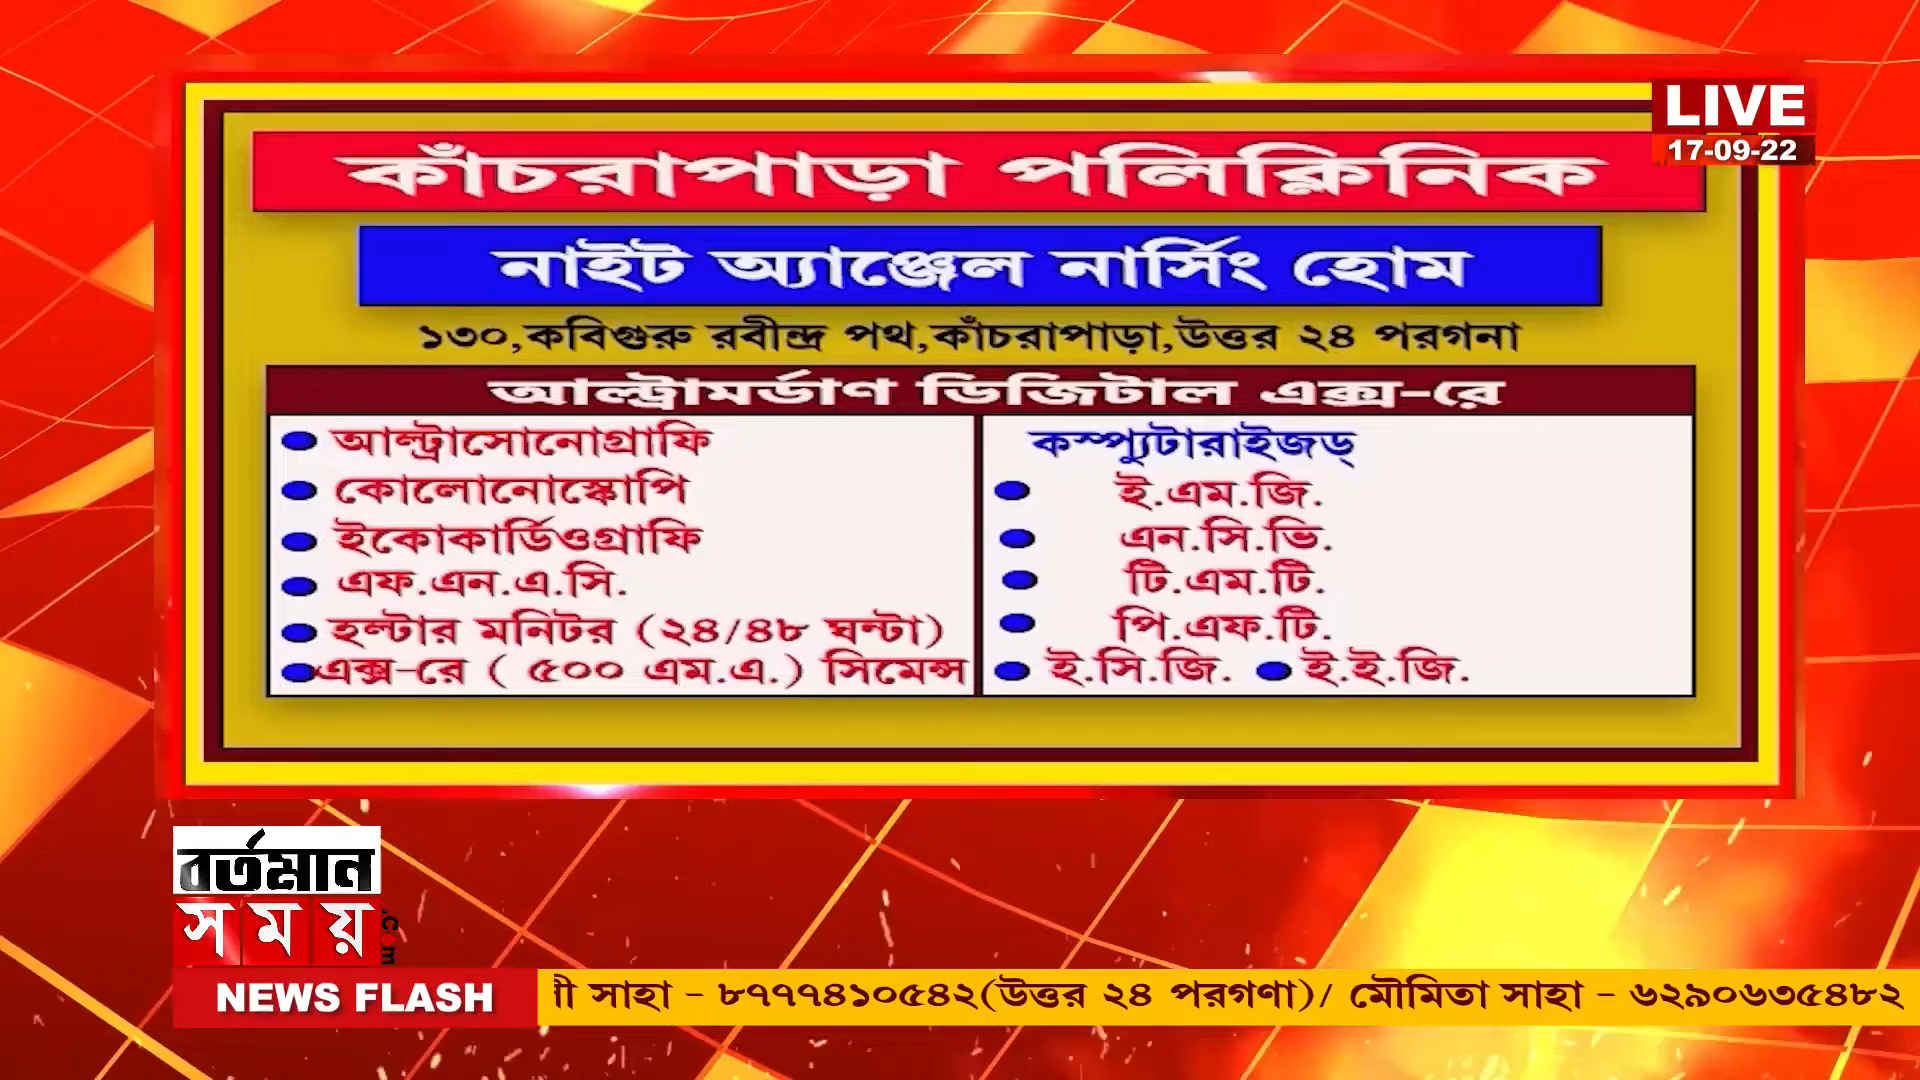 LIVE
17-09-22
কাঁচরাপাড়া পলিক্লিনিক
নাইট অ্যাঞ্জেল নার্সিং হোম
১৩০,কবিগুরু রবীন্দ্র পথ,কাঁচরাপাড়া,উত্তর ২৪ পরগনা
আল্ট্রামর্ডাণ ডিজিটাল এক্স-রে
আল্ট্রাসোনোগ্রাফি
কোলোনোস্কোপি
ইকোকার্ডিওগ্রাফি
এফ.এন.এ.সি.
হল্টার মনিটর (২৪/৪৮ ঘন্টা)
এক্স-রে ( ৫০০ এম.এ.) সিমেন্স
কম্প্যুটারাইজড্
ই.এম.জি.
এন.সি.ভি.
টি.এম.টি.
পি.এফ.টি.
ই.সি.জি. ই.ই.জি.
বর্তমান
সময়
.com
NEWS FLASH
সাহা - ৮৭৭৭৪১০৫৪২(উত্তর ২৪ পরগণা)/ মৌমিতা সাহা - ৬২৯০৬৩৫৪৮২